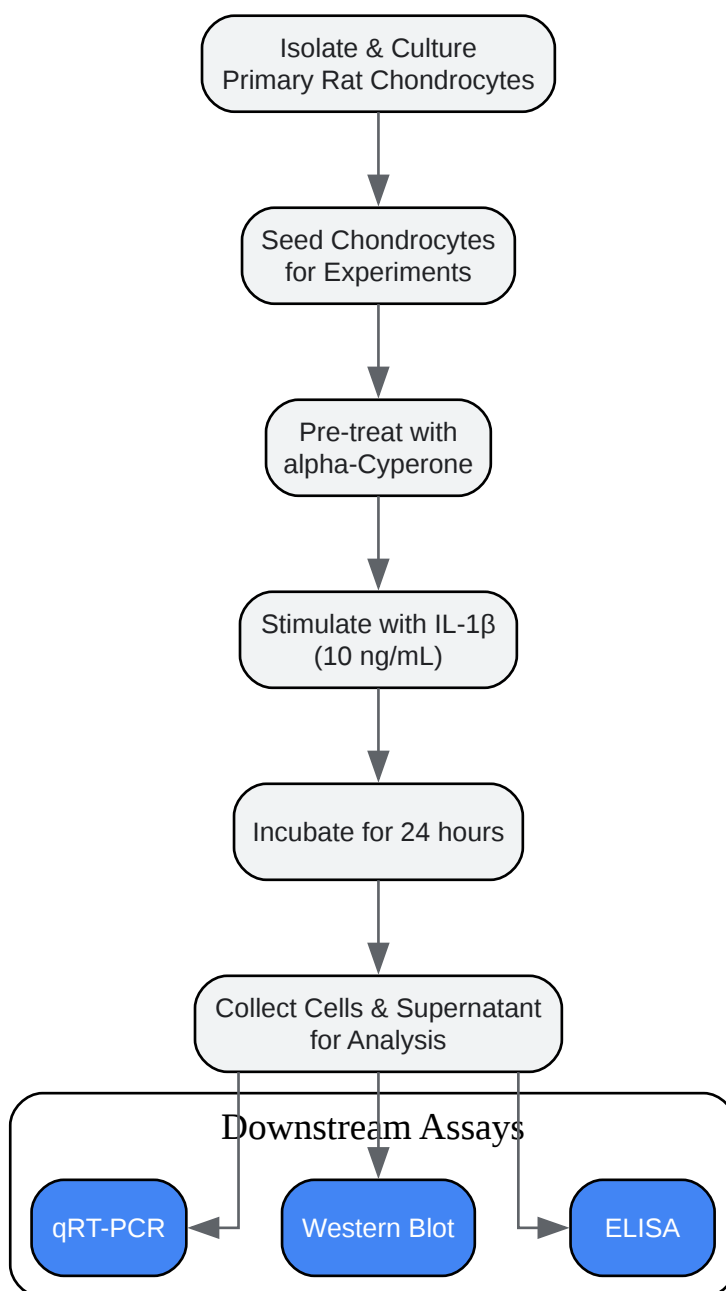 Isolate & Culture
Primary Rat Chondrocytes
Seed Chondrocytes
for Experiments
Pre-treat with
alpha-Cyperone
Stimulate with IL-1β
(10 ng/mL)
Incubate for 24 hours
Collect Cells & Supernatant
for Analysis
Downstream Assays
qRT-PCR
Western Blot
ELISA